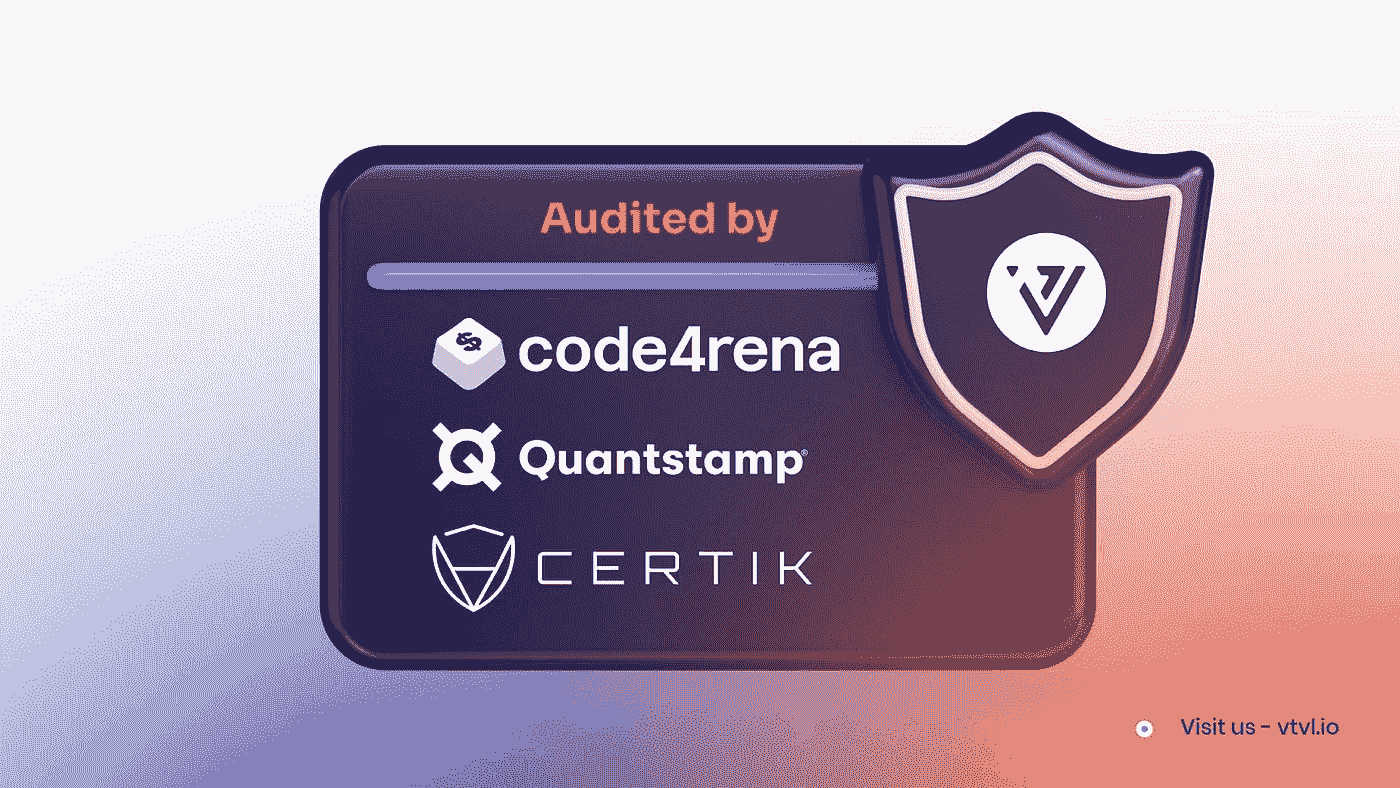 Audited by
code4rena
Quantstamp®
CERTIK
Visit us - vtvl.io